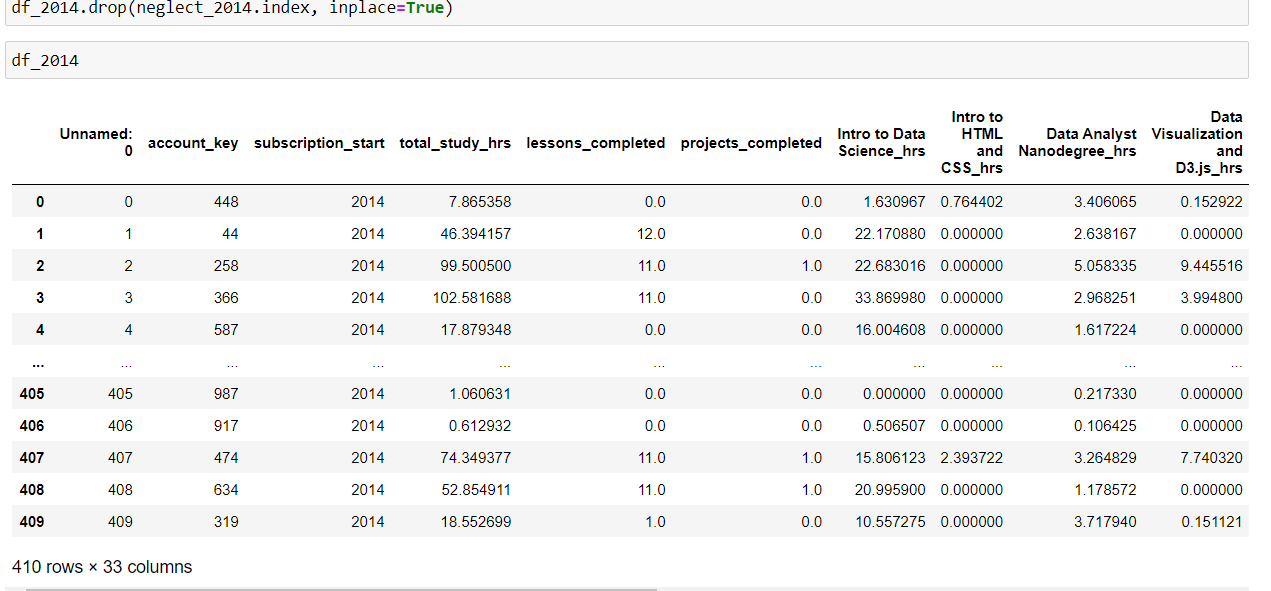 df_2014.drop(neglect_2014.index, inplace=True)
df_2014
Unnamed: 0 account_key subscription_start total_study_hrs lessons_completed projects_completed Intro to Data Science_hrs Intro to HTML and CSS_hrs Data Analyst Nanodegree_hrs Data Visualization and D3.js_hrs
0 0 448 2014 7.865358 0.0 0.0 1.630967 0.764402 3.406065 0.152922
1 1 44 2014 46.394157 12.0 0.0 22.170880 0.000000 2.638167 0.000000
2 2 258 2014 99.500500 11.0 1.0 22.683016 0.000000 5.058335 9.445516
3 3 366 2014 102.581688 11.0 0.0 33.869980 0.000000 2.968251 3.994800
4 4 587 2014 17.879348 0.0 0.0 16.004608 0.000000 1.617224 0.000000
... ... ... ... ... ... ... ... ... ... ...
405 405 987 2014 1.060631 0.0 0.0 0.000000 0.000000 0.217330 0.000000
406 406 917 2014 0.612932 0.0 0.0 0.506507 0.000000 0.106425 0.000000
407 407 474 2014 74.349377 11.0 1.0 15.806123 2.393722 3.264829 7.740320
408 408 634 2014 52.854911 11.0 1.0 20.995900 0.000000 1.178572 0.000000
409 409 319 2014 18.552699 1.0 0.0 10.557275 0.000000 3.717940 0.151121
410 rows × 33 columns